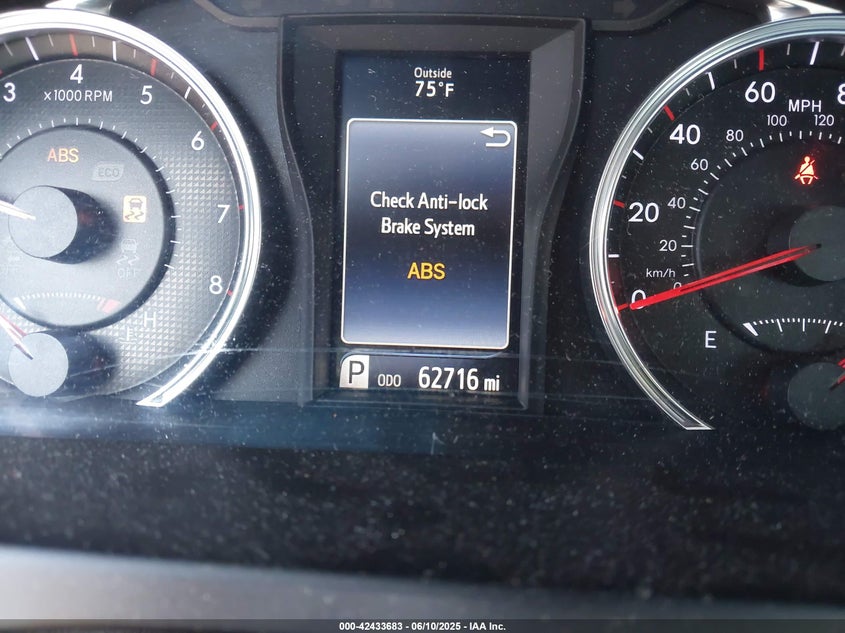 Outside
75°F
Check Anti-lock
Brake System
ABS
P ODO 62716 mi
3 4 5 6 7 8
x1000 RPM
ABS
ECO
OFF
H
0 20 40 60
MPH
0 20 40 60 80 100 120
km/h
E
000-42433683 - 06/10/2025 - IAA Inc.